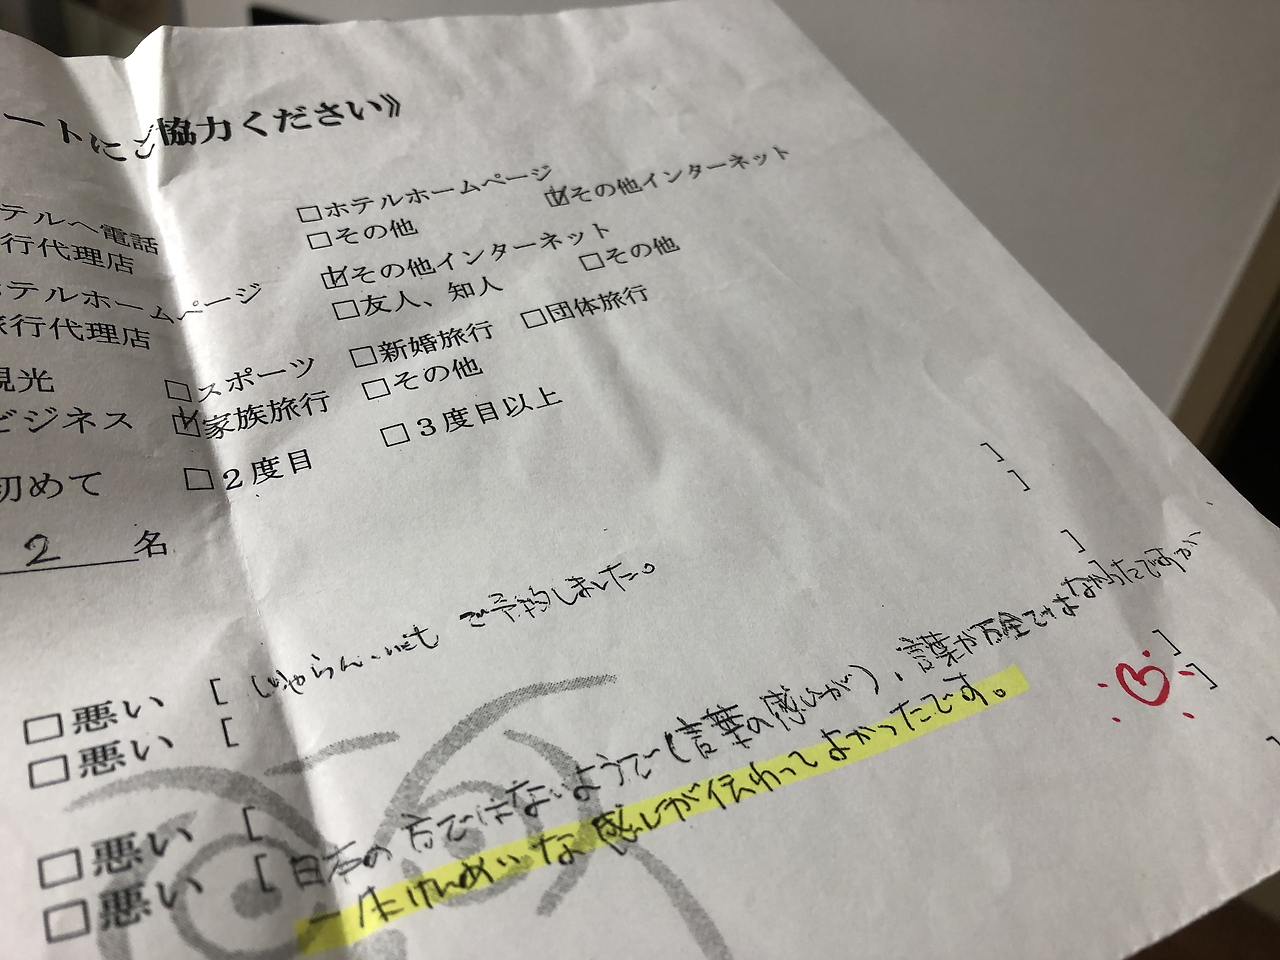 ートにご協力ください》
テルへ電話 □ホテルホームページ ☑その他インターネット
行代理店 □その他
テルホームページ ☑その他インターネット
旅行代理店 □友人、知人 □その他
観光 □スポーツ □新婚旅行 □団体旅行
ビジネス ☑家族旅行 □その他
初めて □2度目 □3度目以上
2 名
□悪い [ じゃらん.net でご予約しました。 ]
□悪い [ ]
□悪い [ ]
□悪い [ 日本の方ではないようで(言葉の感じが)、言葉が万全ではなかったですが ]
一生けんめいな感じが伝わってよかったです。 ]